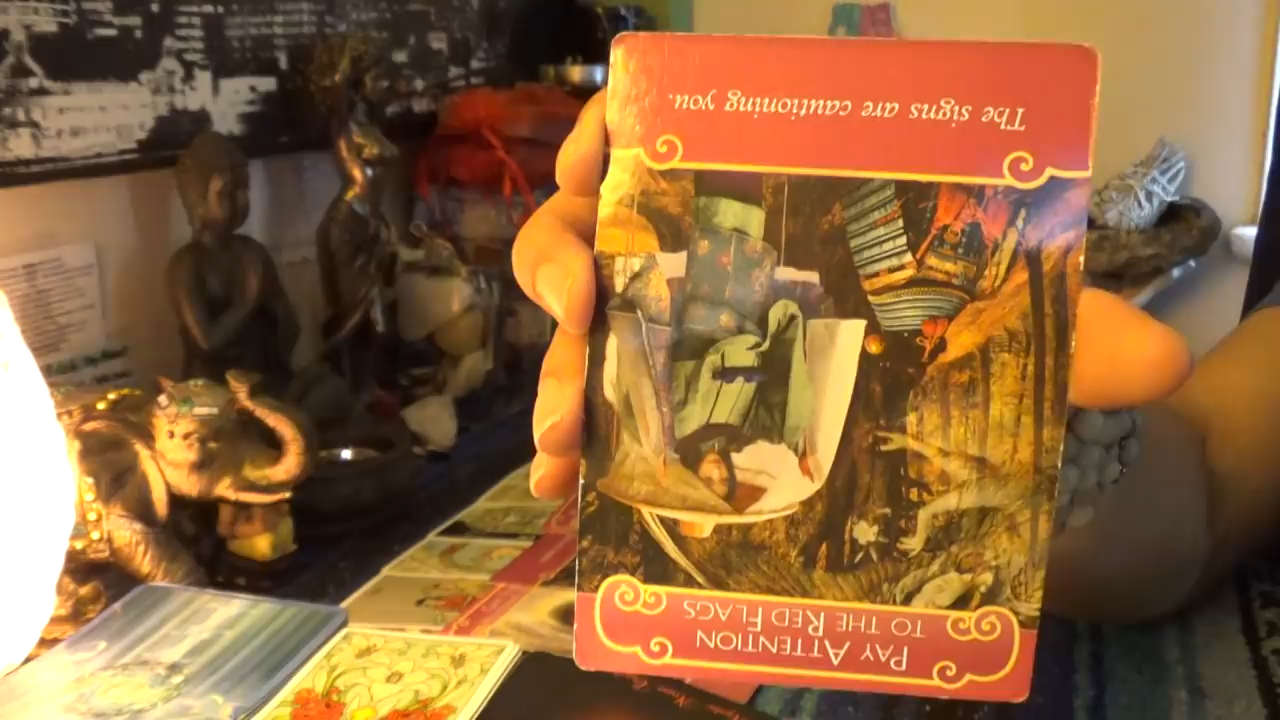 PAY ATTENTION
TO THE RED FLAGS
The signs are cautioning you.